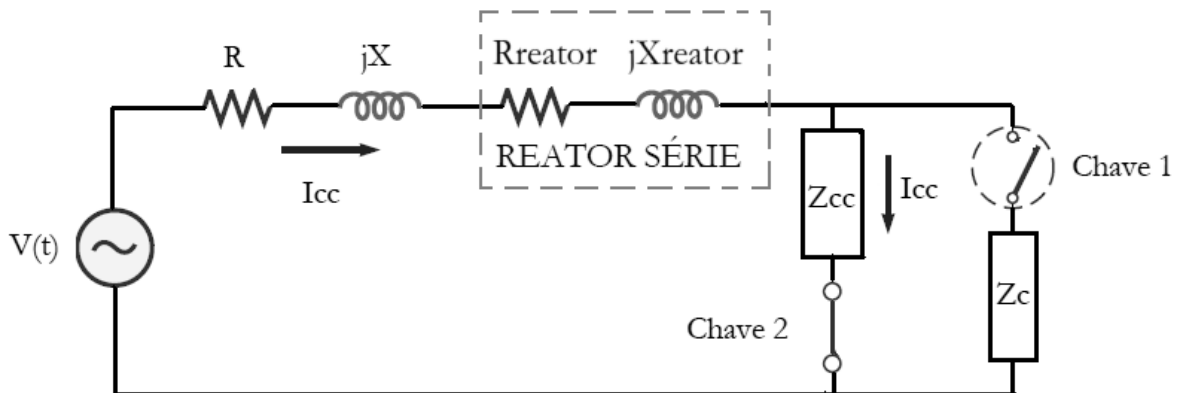 R
jX
Rreator
jXreator
REATOR SÉRIE
Icc
V(t)
Zcc
Icc
Chave 1
Chave 2
Zc